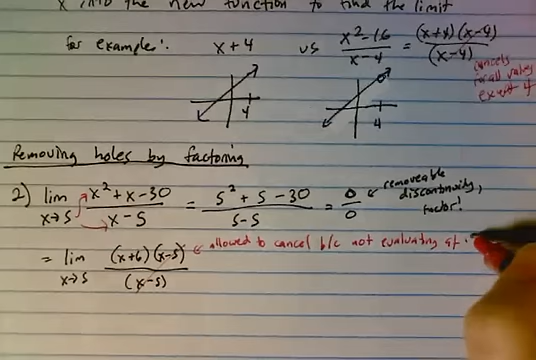 x into the new function to find the limit
for example: x+4 vs x²-16/x-4 = (x+4)(x-4)/(x-4)
cancels for all values except 4
4 4
Removing holes by factoring
2) lim x→5 x²+x-30/x-5 = 5²+5-30/5-5 = 0/0 removeable discontinuity, factor!
= lim x→5 (x+6)(x-5)/(x-5) allowed to cancel b/c not evaluating at